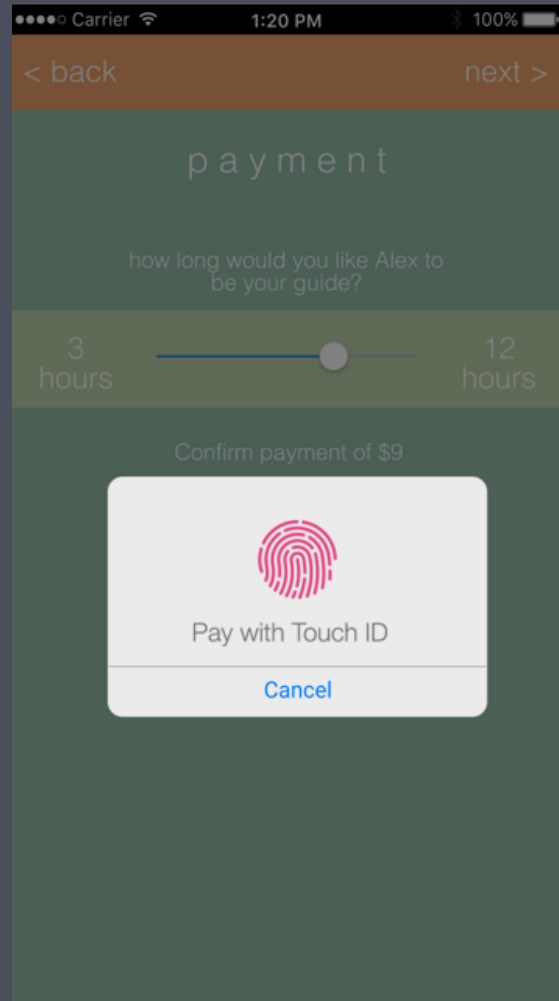 Carrier 1:20 PM 100%
< back next >
payment
how long would you like Alex to
be your guide?
3 12
hours hours
Confirm payment of $9
Pay with Touch ID
Cancel